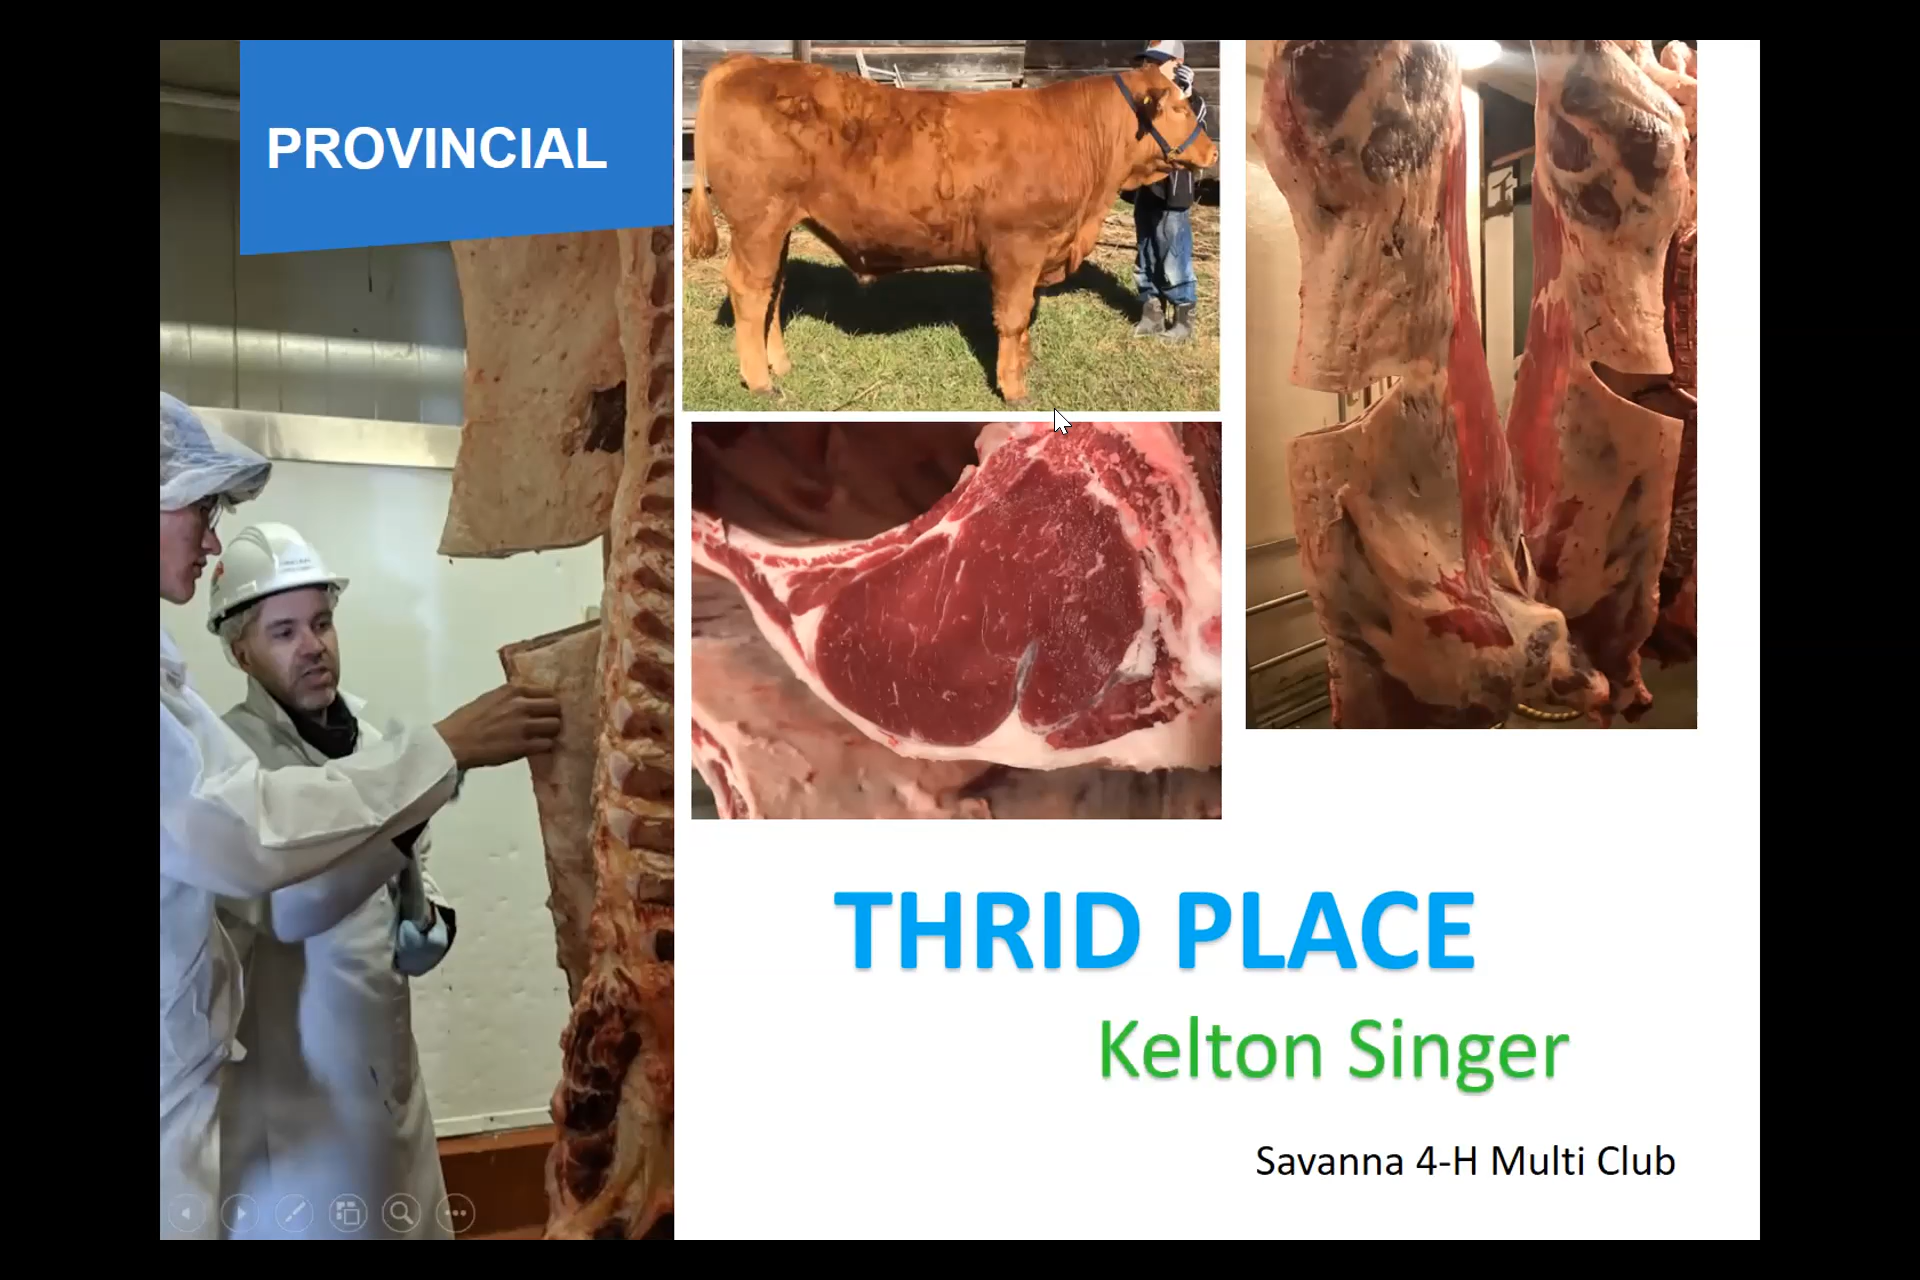 PROVINCIAL
THRID PLACE
Kelton Singer
Savanna 4-H Multi Club